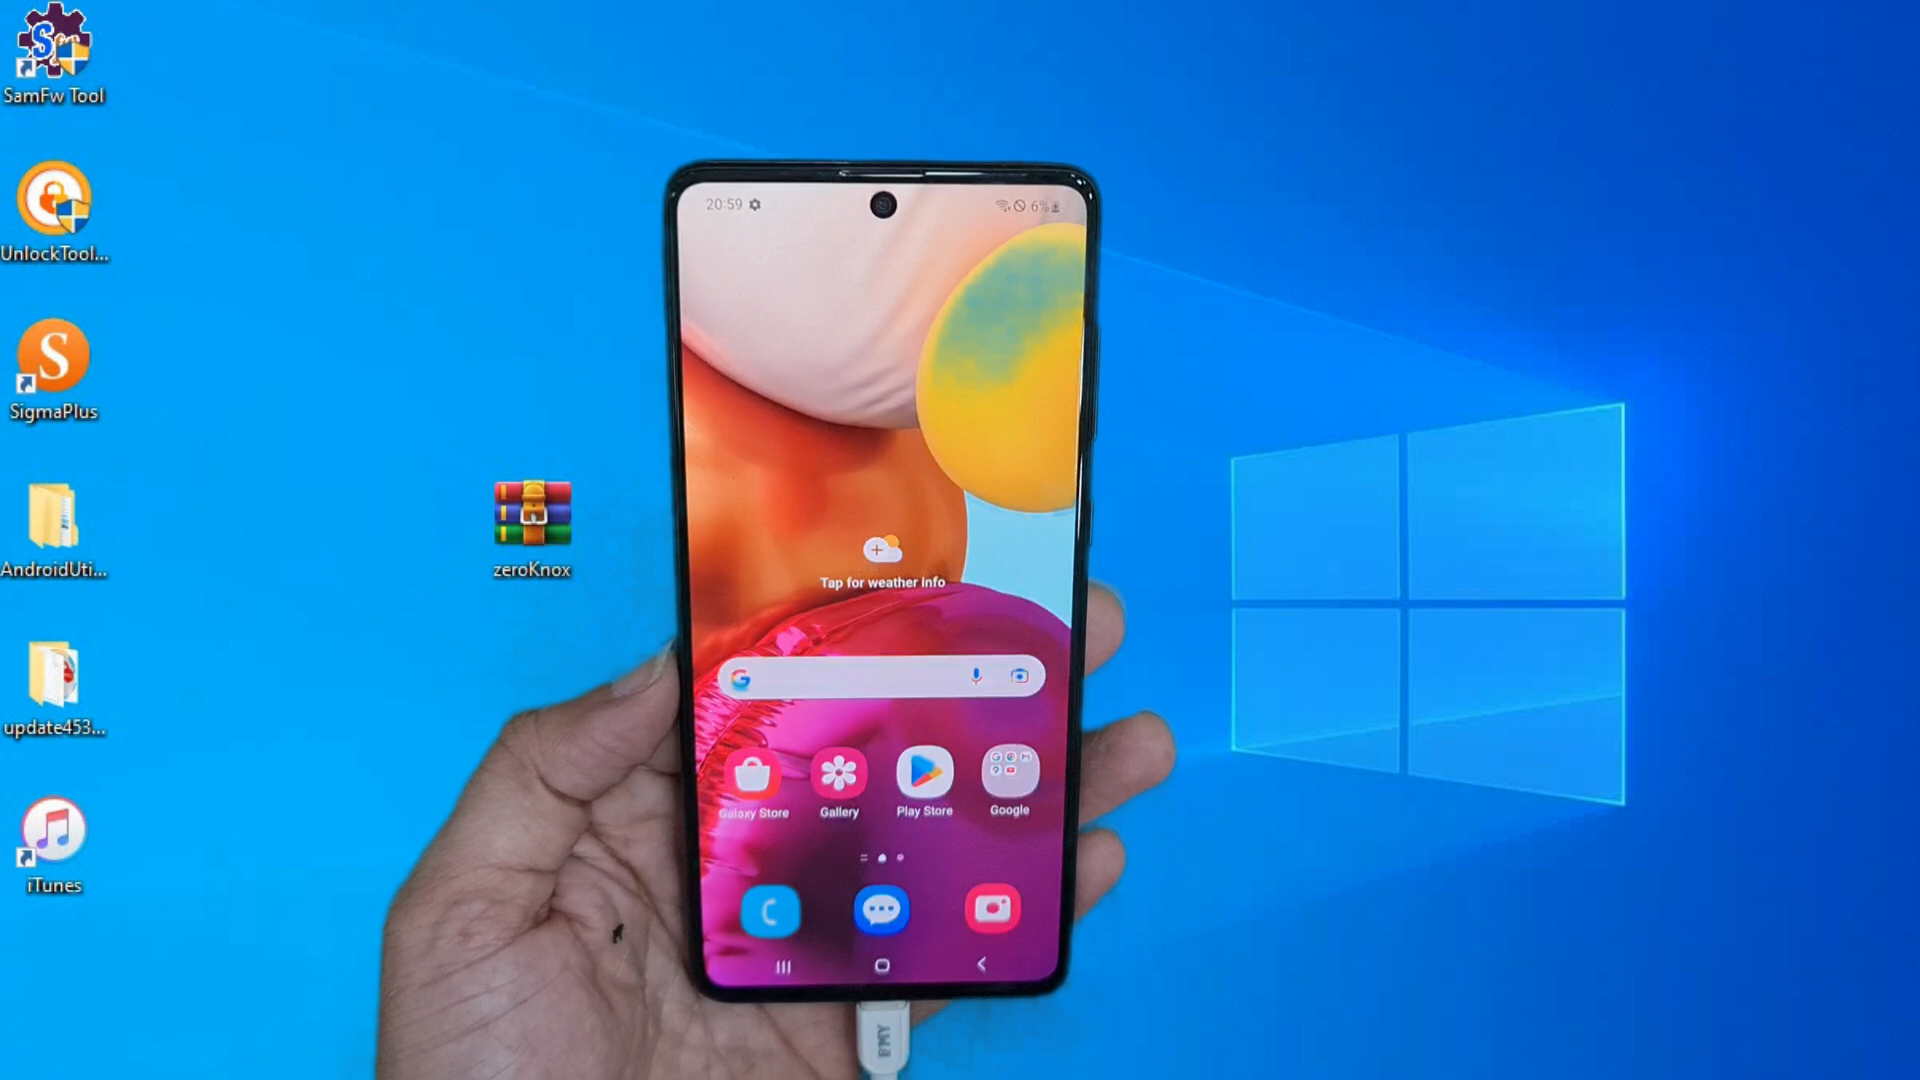 SamFw Tool
UnlockTool...
SigmaPlus
AndroidUti...
update453...
iTunes
zeroKnox
20:59
6%
Tap for weather info
Galaxy Store
Gallery
Play Store
Google